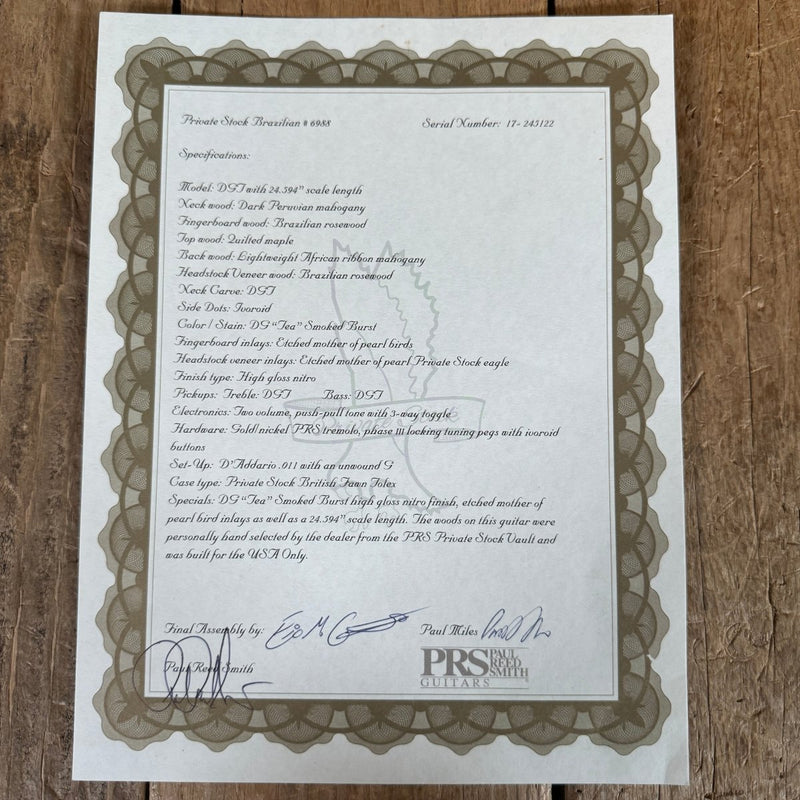 Private Stock Brazilian # 6988 Serial Number: 17-245122
Specifications:
Model: DGT with 24.594" scale length
Neck wood: Dark Peruvian mahogany
Fingerboard wood: Brazilian rosewood
Top wood: Quilted maple
Back wood: Lightweight African ribbon mahogany
Headstock Veneer wood: Brazilian rosewood
Neck Carve: DGT
Side Dots: Ivoroid
Color / Stain: DG "Tea" Smoked Burst
Fingerboard inlays: Etched mother of pearl birds
Headstock veneer inlays: Etched mother of pearl Private Stock eagle
Finish type: High gloss nitro
Pickups: Treble: DGT Bass: DGT
Electronics: Two volume, push-pull tone with 3-way toggle
Hardware: Gold/nickel PRS tremolo, phase III locking tuning pegs with ivoroid
buttons
Set-Up: D'Addario .011 with an unwound G
Case type: Private Stock British Fawn Tolex
Specials: DG "Tea" Smoked Burst high gloss nitro finish, etched mother of
pearl bird inlays as well as a 24.594" scale length. The woods on this guitar were
personally hand selected by the dealer from the PRS Private Stock Vault and
was built for the USA Only.
Final Assembly by: Paul Miles
Paul Reed Smith
PRS PAUL REED SMITH
GUITARS